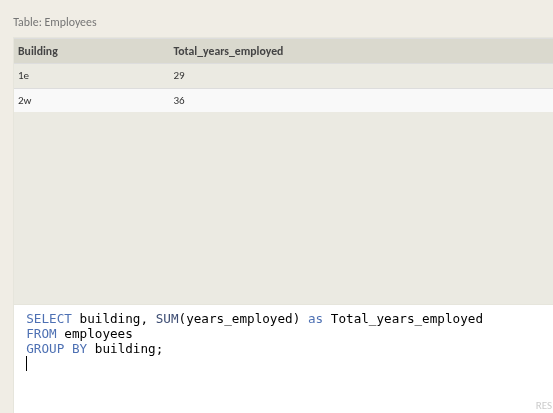 Table: Employees
Building Total_years_employed
1e 29
2w 36
SELECT building, SUM(years_employed) as Total_years_employed
FROM employees
GROUP BY building;
RES